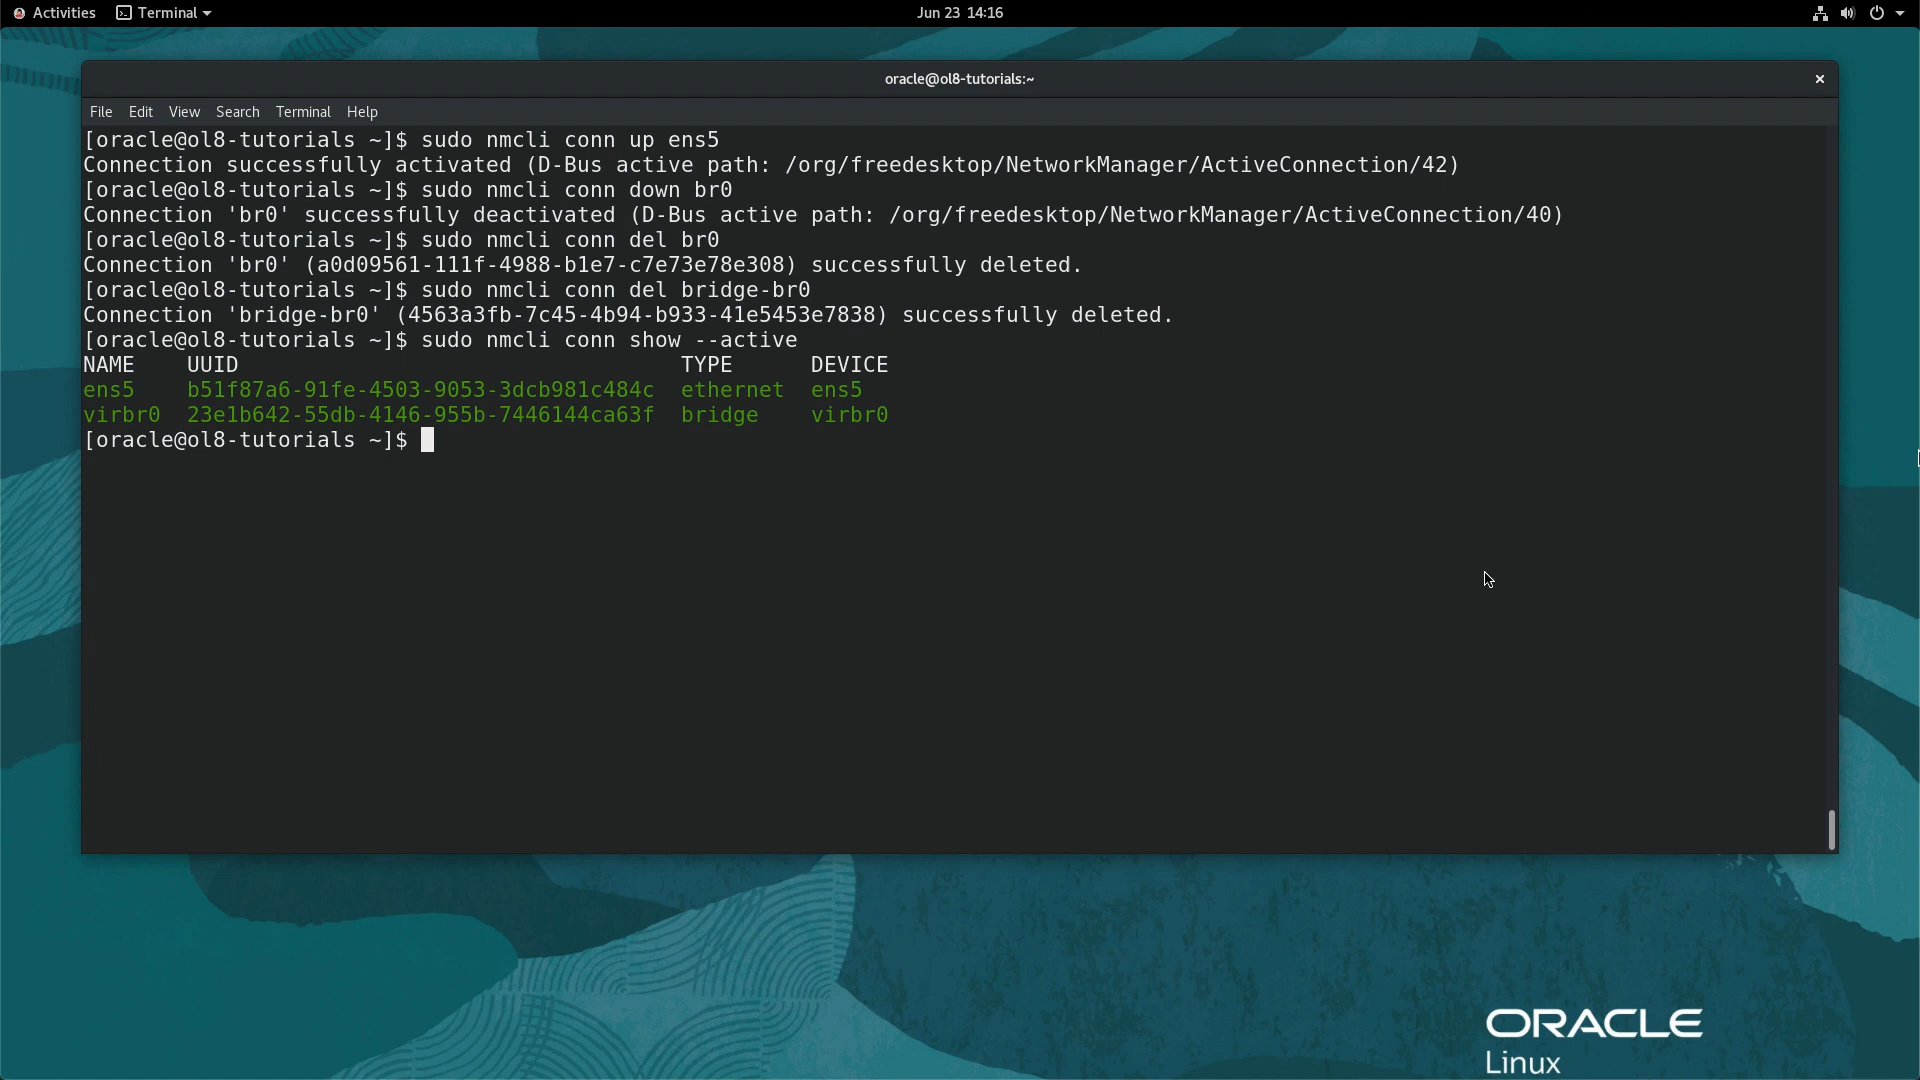 Activities Terminal Jun 23 14:16
oracle@ol8-tutorials:~
File Edit View Search Terminal Help
[oracle@ol8-tutorials ~]$ sudo nmcli conn up ens5
Connection successfully activated (D-Bus active path: /org/freedesktop/NetworkManager/ActiveConnection/42)
[oracle@ol8-tutorials ~]$ sudo nmcli conn down br0
Connection 'br0' successfully deactivated (D-Bus active path: /org/freedesktop/NetworkManager/ActiveConnection/40)
[oracle@ol8-tutorials ~]$ sudo nmcli conn del br0
Connection 'br0' (a0d09561-111f-4988-b1e7-c7e73e78e308) successfully deleted.
[oracle@ol8-tutorials ~]$ sudo nmcli conn del bridge-br0
Connection 'bridge-br0' (4563a3fb-7c45-4b94-b933-41e5453e7838) successfully deleted.
[oracle@ol8-tutorials ~]$ sudo nmcli conn show --active
NAME    UUID                                  TYPE      DEVICE
ens5    b51f87a6-91fe-4503-9053-3dcb981c484c  ethernet  ens5
virbr0  23e1b642-55db-4146-955b-7446144ca63f  bridge    virbr0
[oracle@ol8-tutorials ~]$
ORACLE
Linux